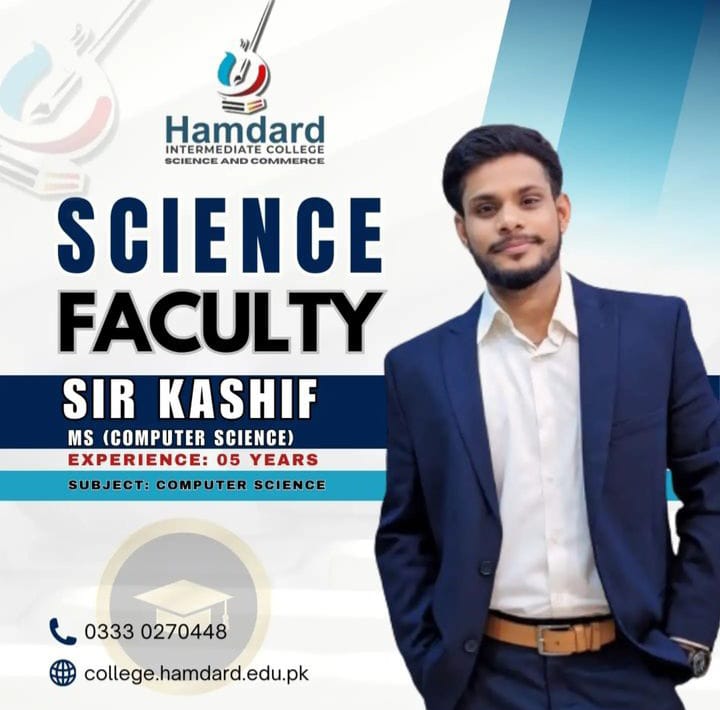 Hamdard
INTERMEDIATE COLLEGE
SCIENCE AND COMMERCE
SCIENCE
FACULTY
SIR KASHIF
MS (COMPUTER SCIENCE)
EXPERIENCE: 05 YEARS
SUBJECT: COMPUTER SCIENCE
0333 0270448
college.hamdard.edu.pk